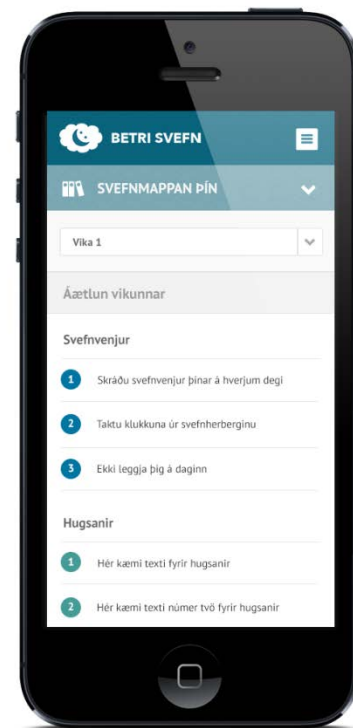 BETRI SVEFN
SVEFNMAPPAN ÞÍN
Vika 1
Áætlun vikunnar
Svefnvenjur
1 Skráðu svefnvenjur þínar á hverjum degi
2 Taktu klukkuna úr svefnherberginu
3 Ekki leggja þig á daginn
Hugsanir
1 Hér kæmi texti fyrir hugsanir
2 Hér kæmi texti númer tvö fyrir hugsanir